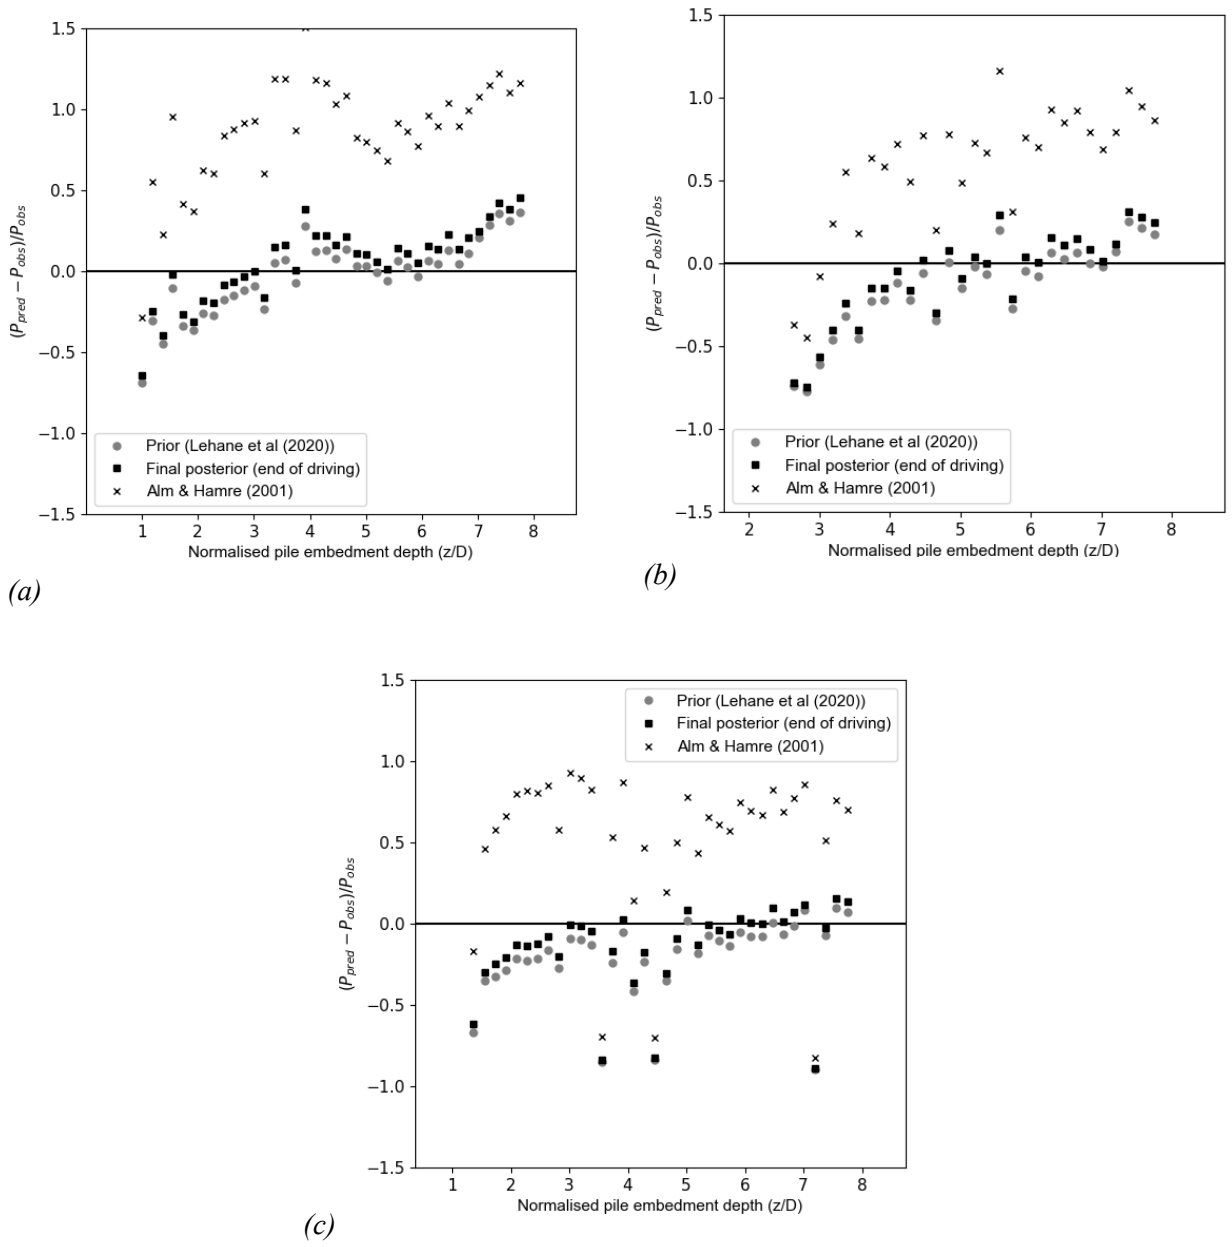 1.5
1.0
0.5
0.0
−0.5
−1.0
−1.5
(P_pred − P_obs)/P_obs
Prior (Lehane et al (2020))
Final posterior (end of driving)
Alm & Hamre (2001)
1 2 3 4 5 6 7 8
Normalised pile embedment depth (z/D)
(a)
1.5
1.0
0.5
0.0
−0.5
−1.0
−1.5
(P_pred − P_obs)/P_obs
Prior (Lehane et al (2020))
Final posterior (end of driving)
Alm & Hamre (2001)
2 3 4 5 6 7 8
Normalised pile embedment depth (z/D)
(b)
1.5
1.0
0.5
0.0
−0.5
−1.0
−1.5
(P_pred − P_obs)/P_obs
Prior (Lehane et al (2020))
Final posterior (end of driving)
Alm & Hamre (2001)
1 2 3 4 5 6 7 8
Normalised pile embedment depth (z/D)
(c)